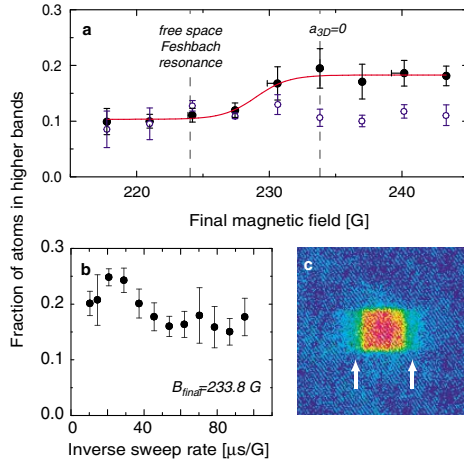 a
free space
Feshbach
resonance
a3D=0
0.3
0.2
0.1
0.0
220
230
240
Final magnetic field [G]
Fraction of atoms in higher bands
b
0.3
0.2
0.1
0.0
Bfinal=233.8 G
0
40
80
Inverse sweep rate [µs/G]
c